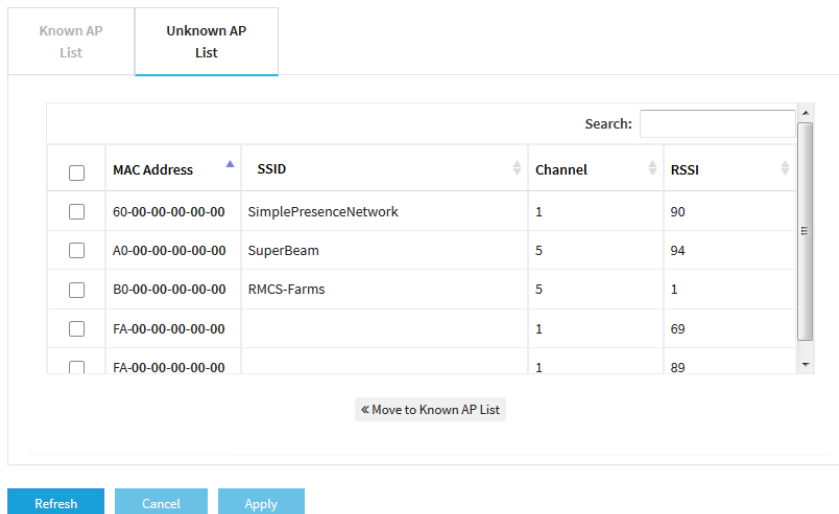 Known AP
List
Unknown AP
List
Search:
MAC Address SSID Channel RSSI
60-00-00-00-00-00 SimplePresenceNetwork 1 90
A0-00-00-00-00-00 SuperBeam 5 94
B0-00-00-00-00-00 RMCS-Farms 5 1
FA-00-00-00-00-00 1 69
FA-00-00-00-00-00 1 89
« Move to Known AP List
Refresh Cancel Apply